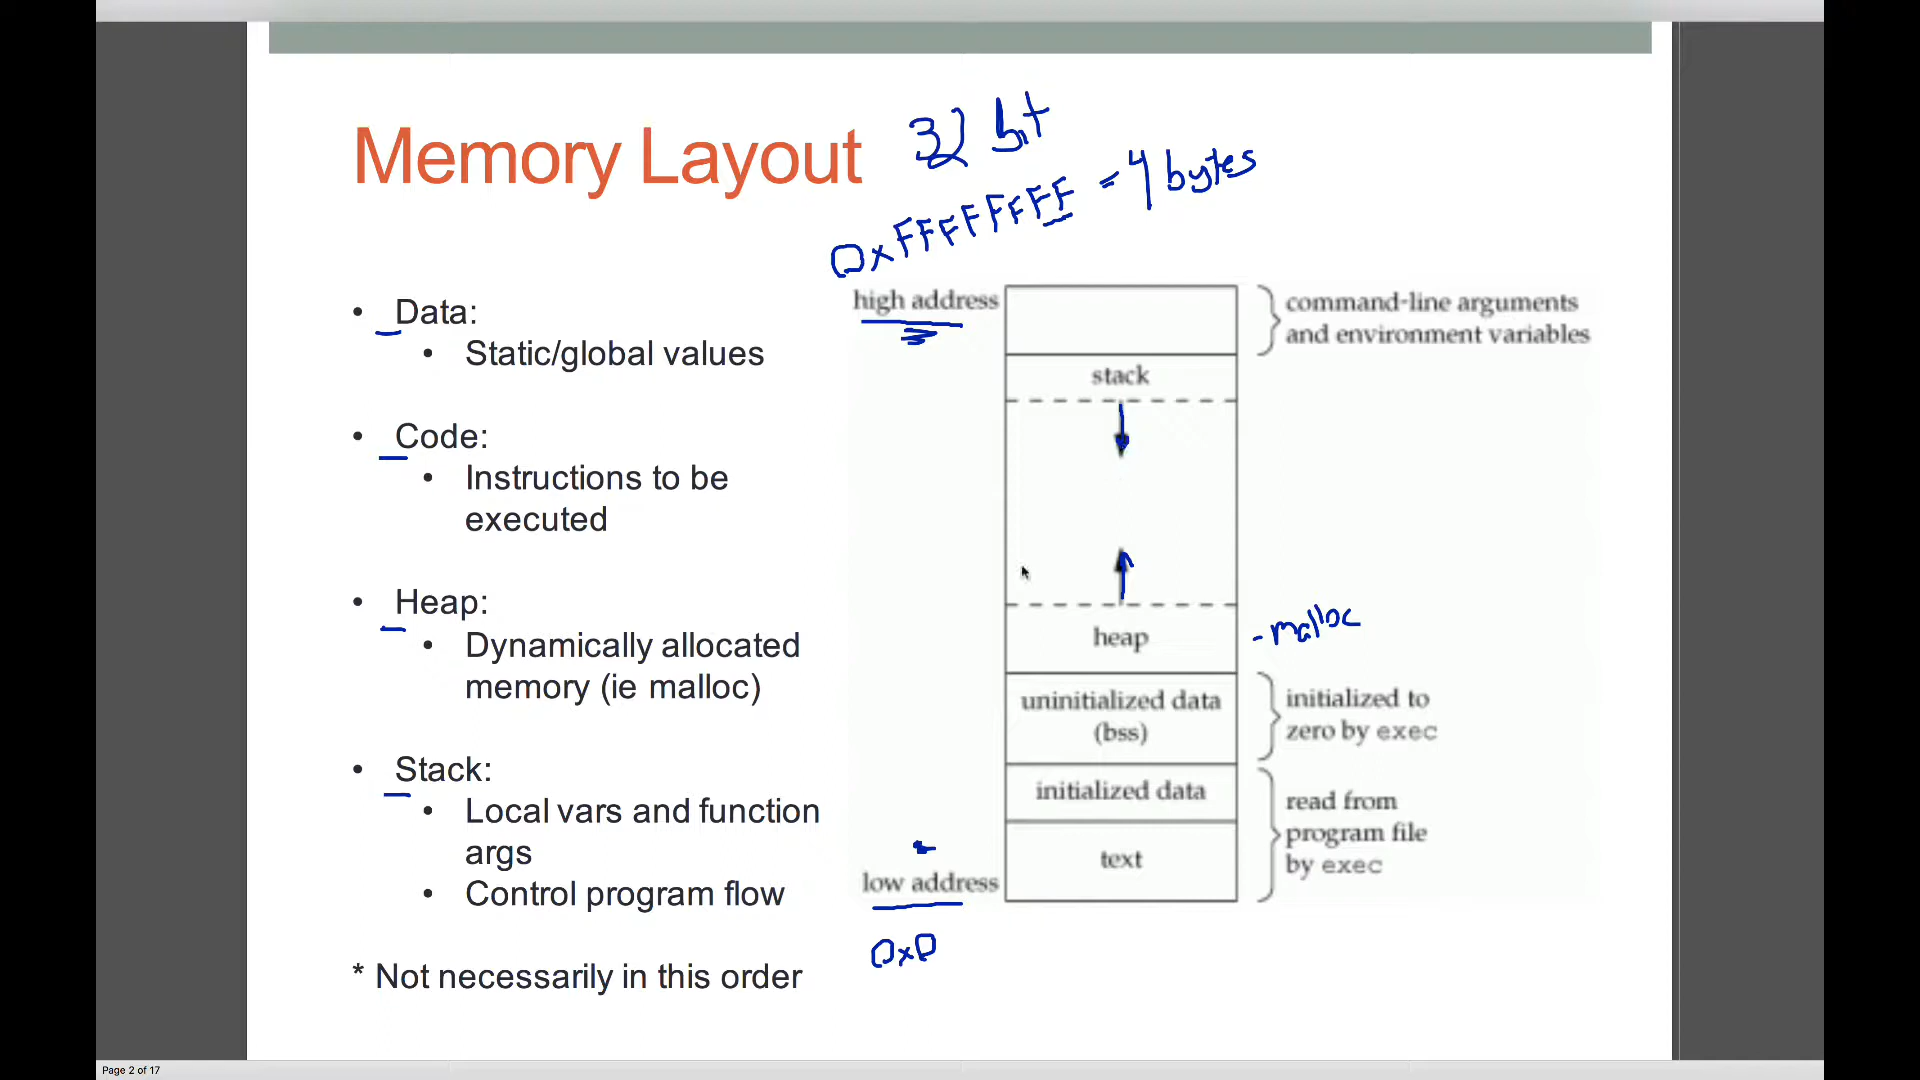 Memory Layout
32 bit
0xFFFFFFFF = 4 bytes
• Data:
• Static/global values
• Code:
• Instructions to be
executed
• Heap:
• Dynamically allocated
memory (ie malloc)
• Stack:
• Local vars and function
args
• Control program flow
* Not necessarily in this order
high address
command-line arguments
and environment variables
stack
heap
- malloc
uninitialized data
(bss)
initialized to
zero by exec
initialized data
read from
program file
by exec
text
low address
0x0
Page 2 of 17